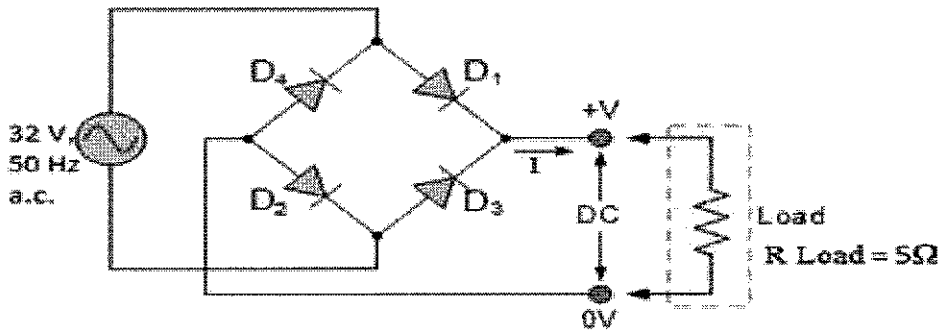 D₄
D₁
32 V,
50 Hz
a.c.
+V
I
D₂
D₃
DC
Load
R Load = 5Ω
0V